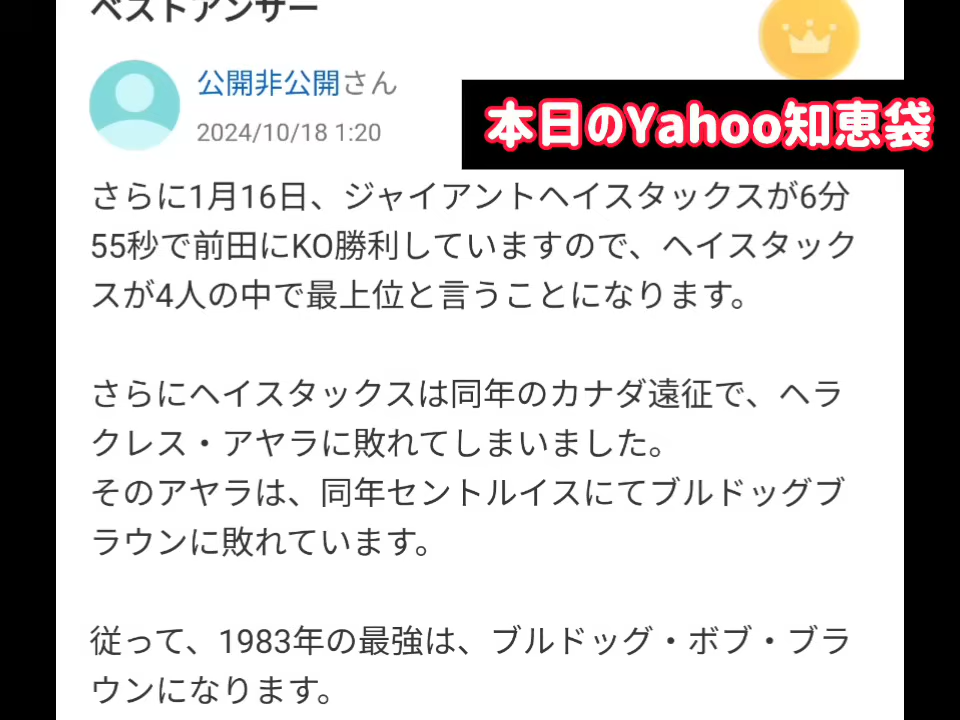 ベストアンサー
公開非公開さん
2024/10/18 1:20
本日のYahoo知恵袋
さらに1月16日、ジャイアントヘイスタックスが6分
55秒で前田にKO勝利していますので、ヘイスタック
スが4人の中で最上位と言うことになります。
さらにヘイスタックスは同年のカナダ遠征で、ヘラ
クレス・アヤラに敗れてしまいました。
そのアヤラは、同年セントルイスにてブルドッグブ
ラウンに敗れています。
従って、1983年の最強は、ブルドッグ・ボブ・ブラ
ウンになります。